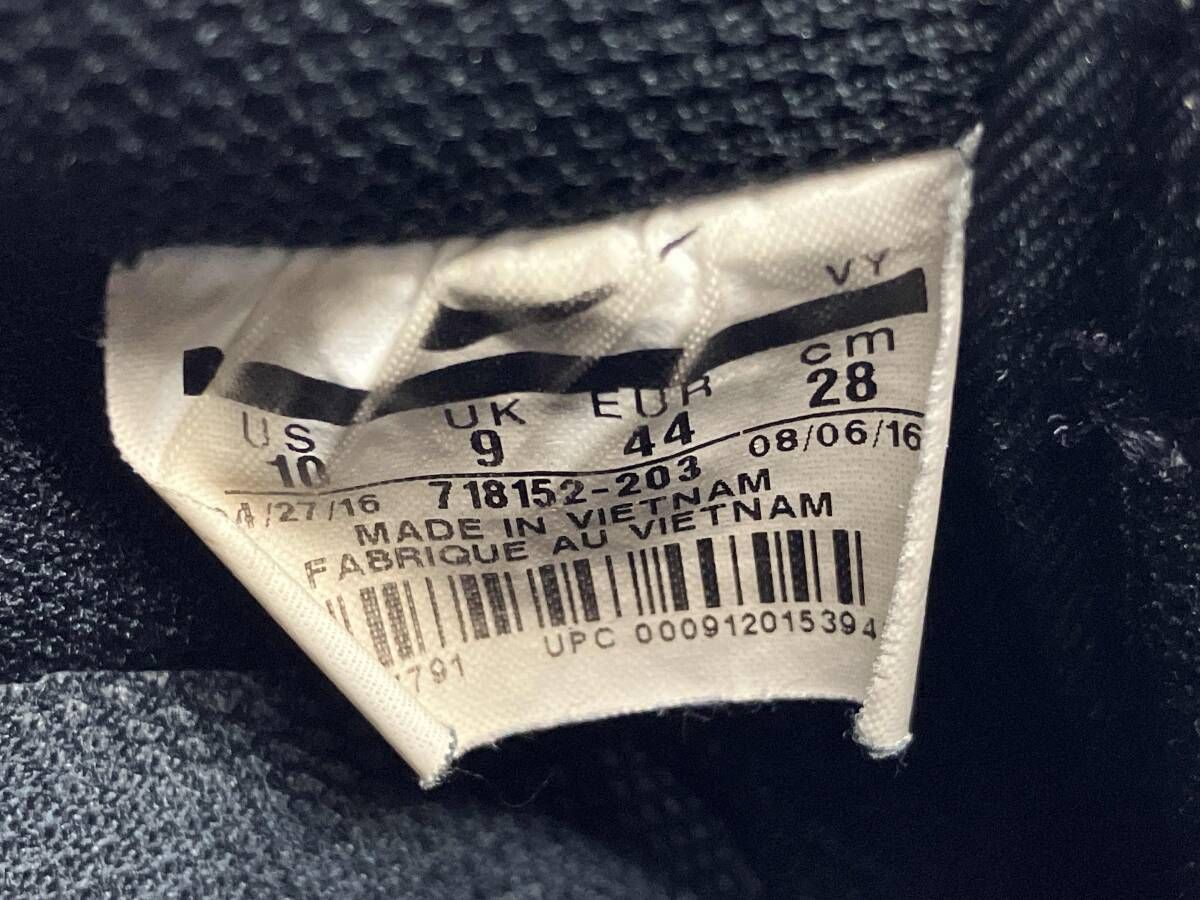 VY
US UK EUR cm
10 9 44 28
4/27/16 718152-203 08/06/16
MADE IN VIETNAM
FABRIQUE AU VIETNAM
UPC 000912015394
791